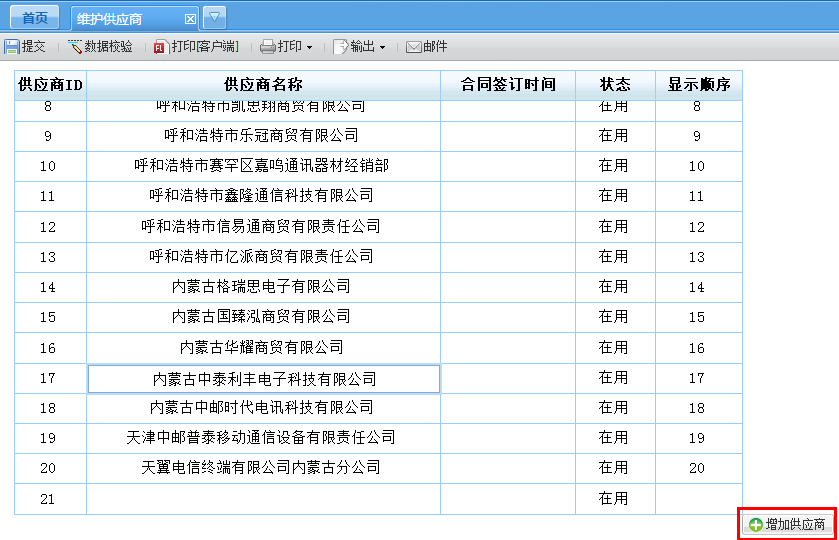 首页 维护供应商
提交 数据校验 打印[客户端] 打印 输出 邮件
供应商ID 供应商名称 合同签订时间 状态 显示顺序
8 呼和浩特市凯思翔商贸有限公司 在用 8
9 呼和浩特市乐冠商贸有限公司 在用 9
10 呼和浩特市赛罕区嘉鸣通讯器材经销部 在用 10
11 呼和浩特市鑫隆通信科技有限公司 在用 11
12 呼和浩特市信易通商贸有限责任公司 在用 12
13 呼和浩特市亿派商贸有限责任公司 在用 13
14 内蒙古格瑞思电子有限公司 在用 14
15 内蒙古国臻泓商贸有限公司 在用 15
16 内蒙古华耀商贸有限公司 在用 16
17 内蒙古中泰利丰电子科技有限公司 在用 17
18 内蒙古中邮时代电讯科技有限公司 在用 18
19 天津中邮普泰移动通信设备有限责任公司 在用 19
20 天翼电信终端有限公司内蒙古分公司 在用 20
21 在用
增加供应商